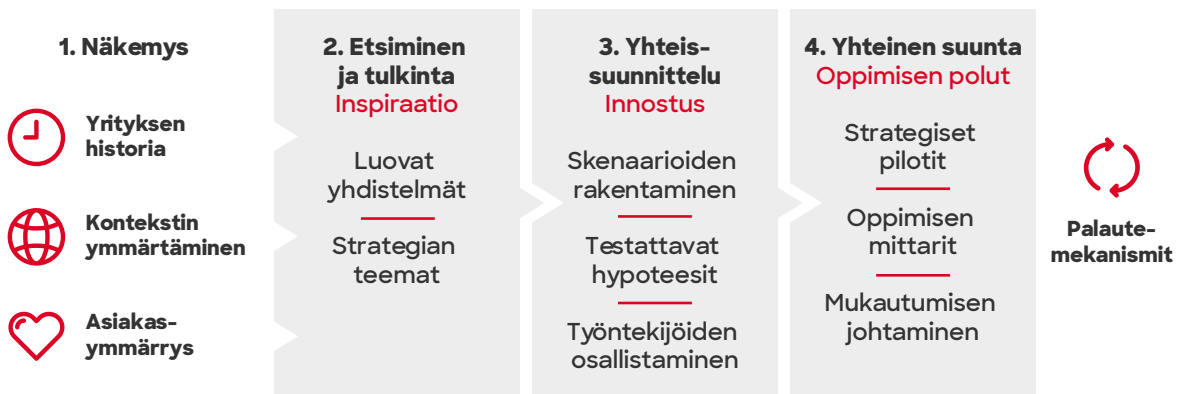 1. Näkemys
Yrityksen
historia
Kontekstin
ymmärtäminen
Asiakas-
ymmärrys
2. Etsiminen
ja tulkinta
Inspiraatio
Luovat
yhdistelmät
Strategian
teemat
3. Yhteis-
suunnittelu
Innostus
Skenaarioiden
rakentaminen
Testattavat
hypoteesit
Työntekijöiden
osallistaminen
4. Yhteinen suunta
Oppimisen polut
Strategiset
pilotit
Oppimisen
mittarit
Mukautumisen
johtaminen
Palaute-
mekanismit